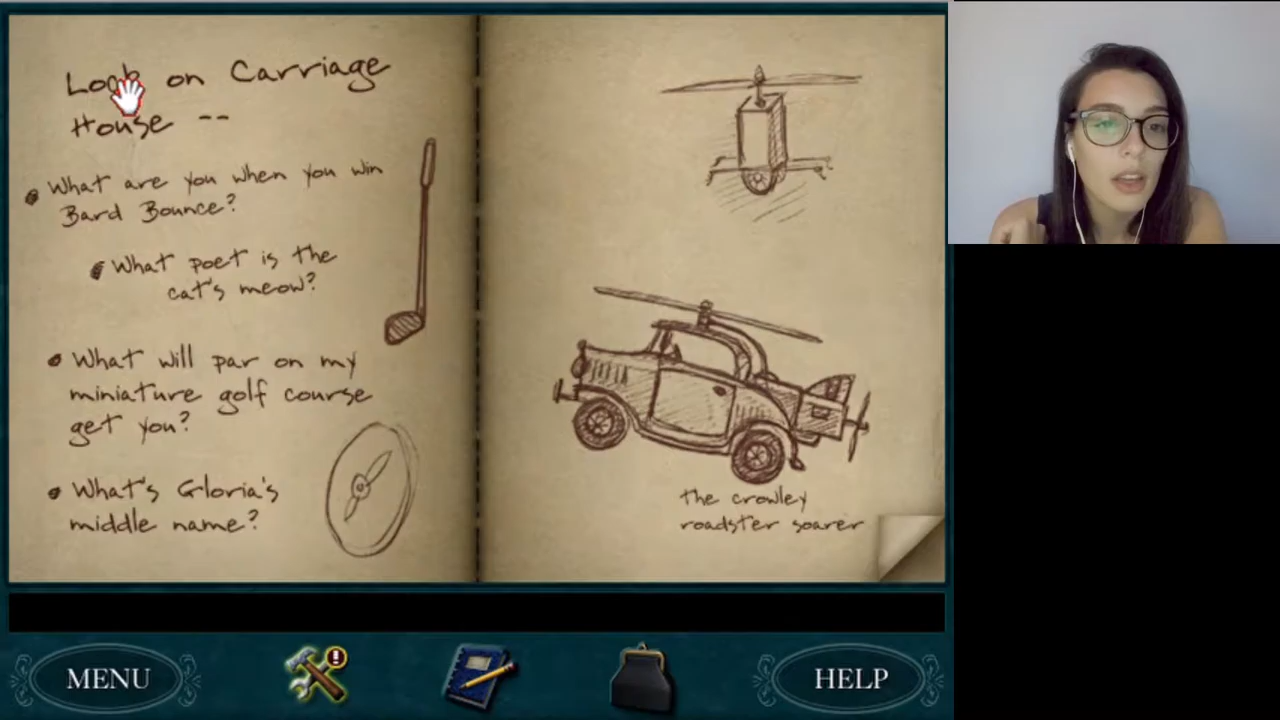 Lock on Carriage
House --
What are you when you win
Bard Bounce?
What poet is the
cat's meow?
What will par on my
miniature golf course
get you?
What's Gloria's
middle name?
the crowley
roadster soarer
MENU
HELP